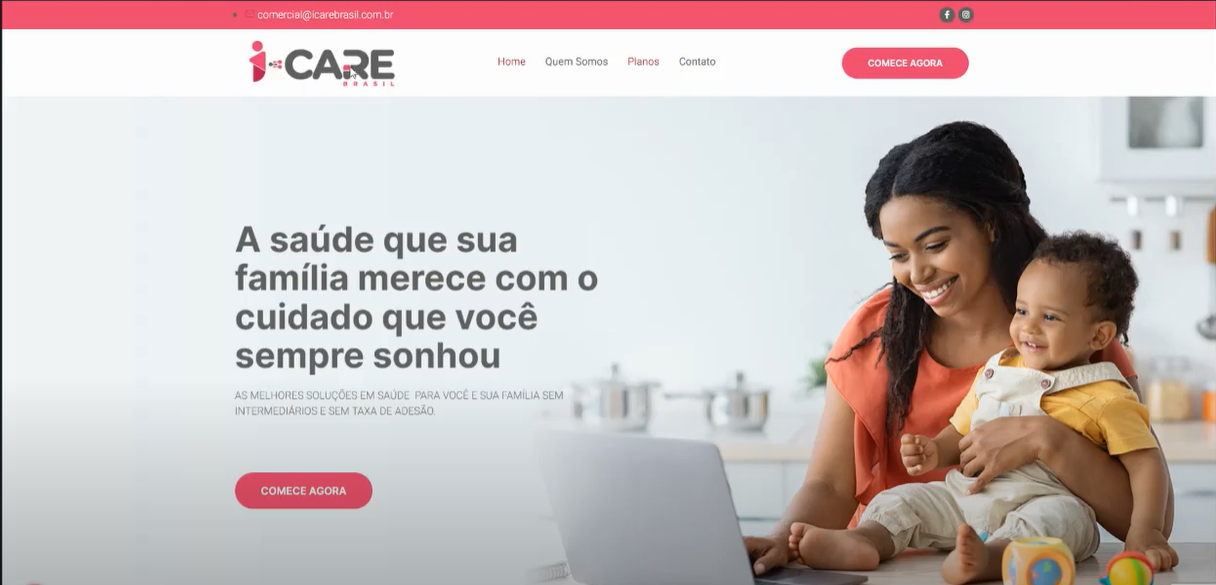 comercial@icarebrasil.com.br
i-CARE
BRASIL
Home
Quem Somos
Planos
Contato
COMECE AGORA
A saúde que sua
família merece com o
cuidado que você
sempre sonhou
AS MELHORES SOLUÇÕES EM SAÚDE PARA VOCÊ E SUA FAMÍLIA SEM
INTERMEDIÁRIOS E SEM TAXA DE ADESÃO.
COMECE AGORA